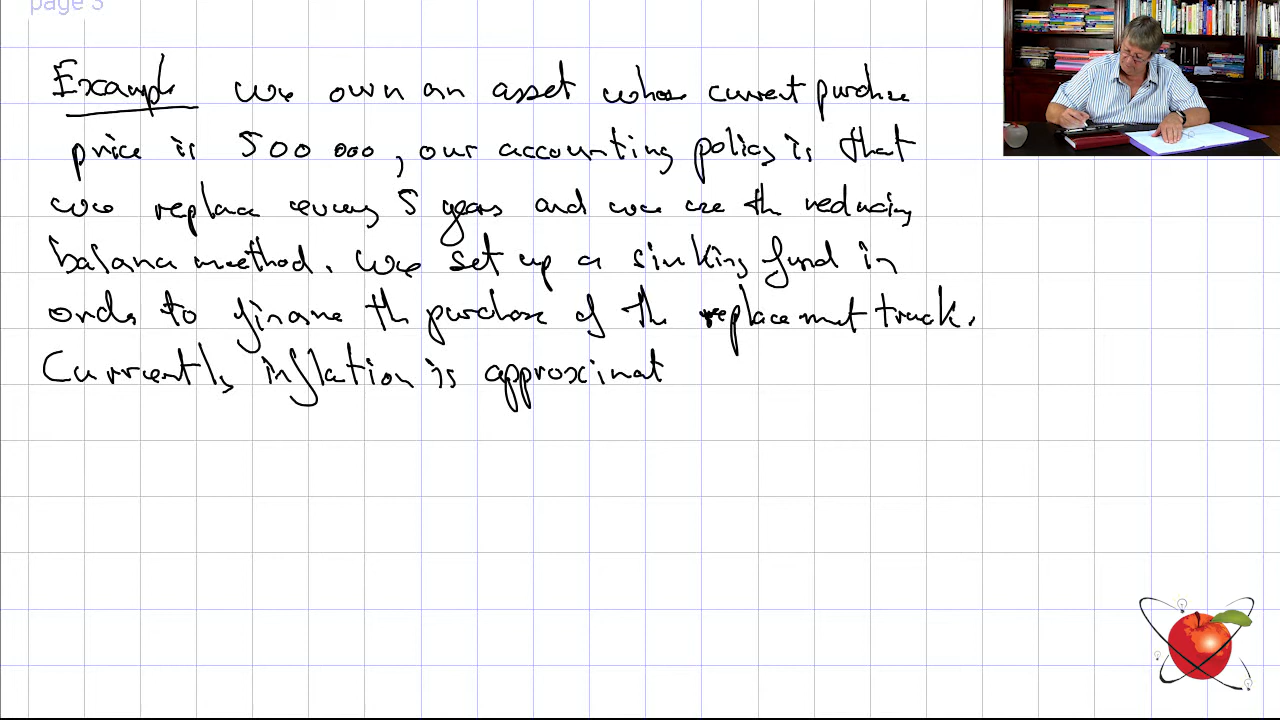 page 3
Example We own an asset whose current purchase
price is 500 000, our accounting policy is that
we replace every 5 years and we use the reducing
balance method. We set up a sinking fund in
order to finance the purchase of the replacement truck.
Currently inflation is approximat